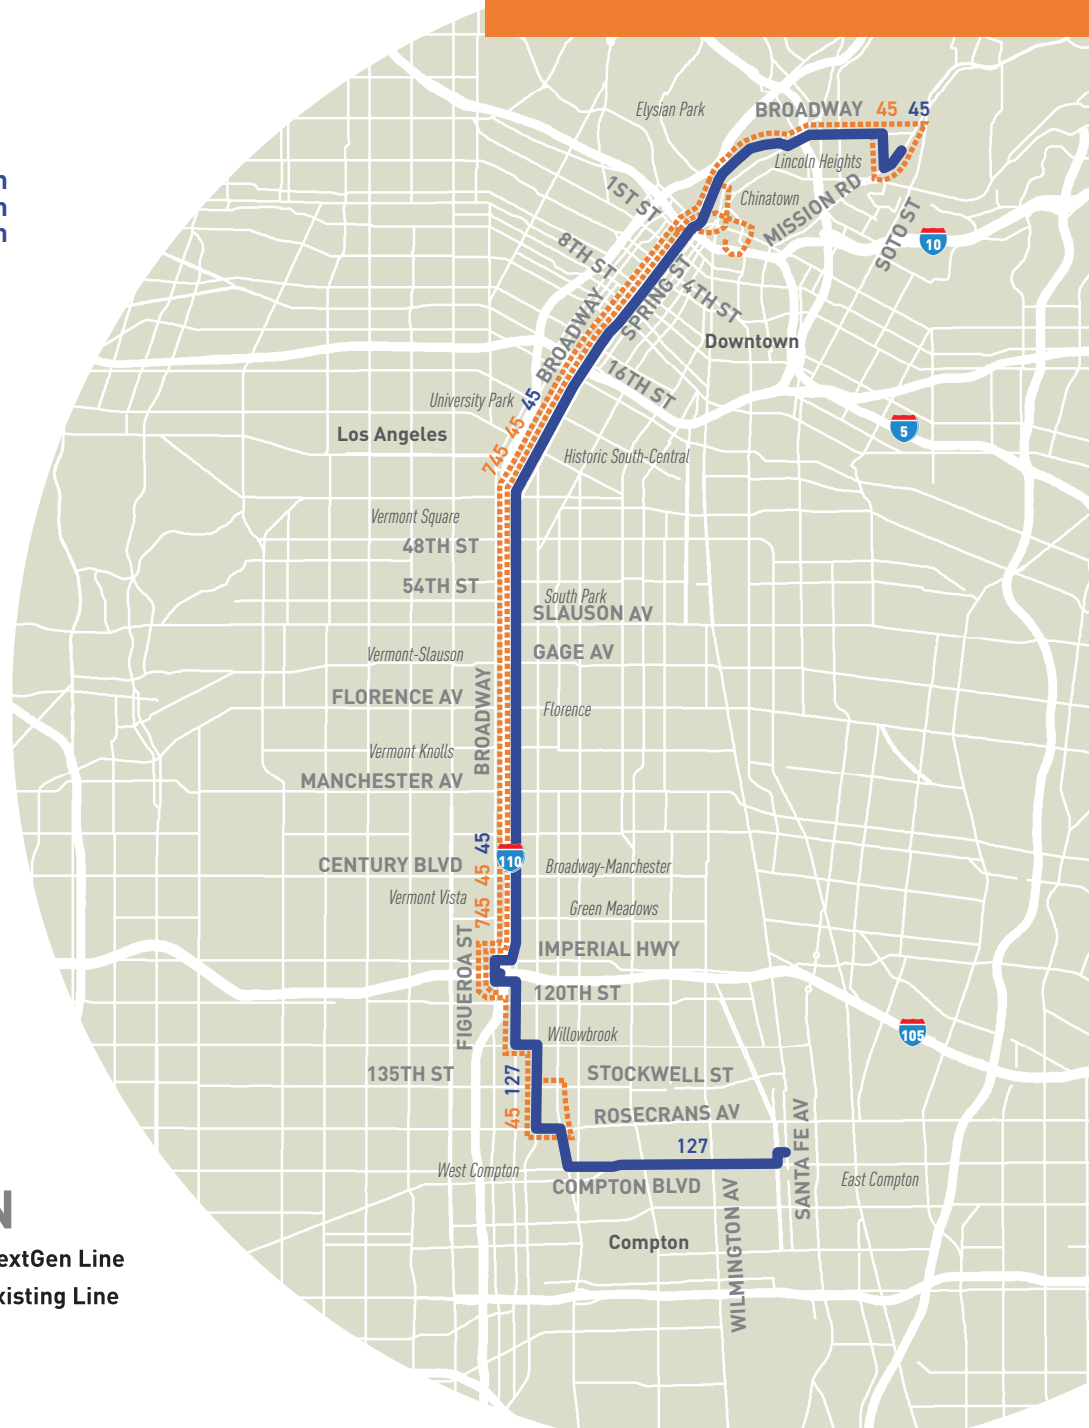 Elysian Park
BROADWAY 45 45
Lincoln Heights
1ST ST
Chinatown
MISSION RD
SOTO ST
10
8TH ST
SPRING ST
4TH ST
BROADWAY
Downtown
16TH ST
University Park
45
45
745
Los Angeles
5
Historic South-Central
Vermont Square
48TH ST
54TH ST
South Park
SLAUSON AV
Vermont-Slauson
GAGE AV
FLORENCE AV
BROADWAY
Florence
Vermont Knolls
MANCHESTER AV
745 45 45
110
CENTURY BLVD
Broadway-Manchester
Vermont Vista
Green Meadows
FIGUEROA ST
IMPERIAL HWY
120TH ST
Willowbrook
105
135TH ST
45 127
STOCKWELL ST
ROSECRANS AV
127
SANTA FE AV
West Compton
COMPTON BLVD
WILMINGTON AV
East Compton
Compton
N
extGen Line
xisting Line